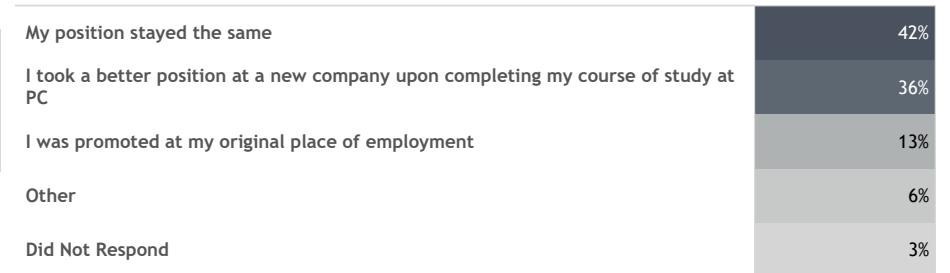 My position stayed the same 42%
I took a better position at a new company upon completing my course of study at
PC 36%
I was promoted at my original place of employment 13%
Other 6%
Did Not Respond 3%